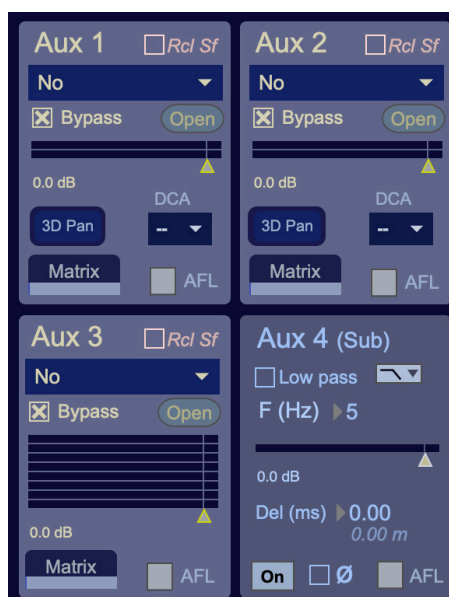 Aux 1 Rcl Sf
No
Bypass Open
0.0 dB
DCA
3D Pan --
Matrix AFL
Aux 2 Rcl Sf
No
Bypass Open
0.0 dB
DCA
3D Pan --
Matrix AFL
Aux 3 Rcl Sf
No
Bypass Open
0.0 dB
Matrix AFL
Aux 4 (Sub)
Low pass
F (Hz) 5
0.0 dB
Del (ms) 0.00
0.00 m
On Ø AFL